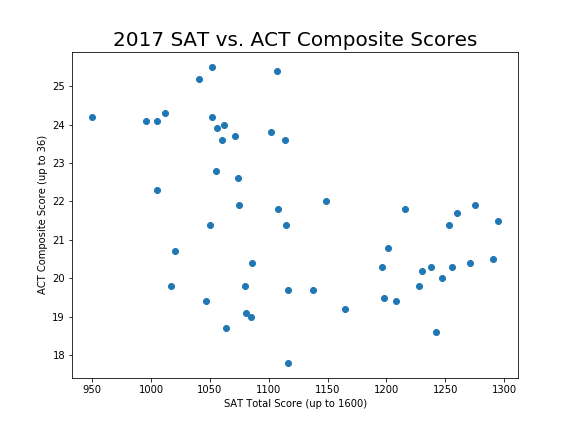 2017 SAT vs. ACT Composite Scores
ACT Composite Score (up to 36)
25
24
23
22
21
20
19
18
950 1000 1050 1100 1150 1200 1250 1300
SAT Total Score (up to 1600)